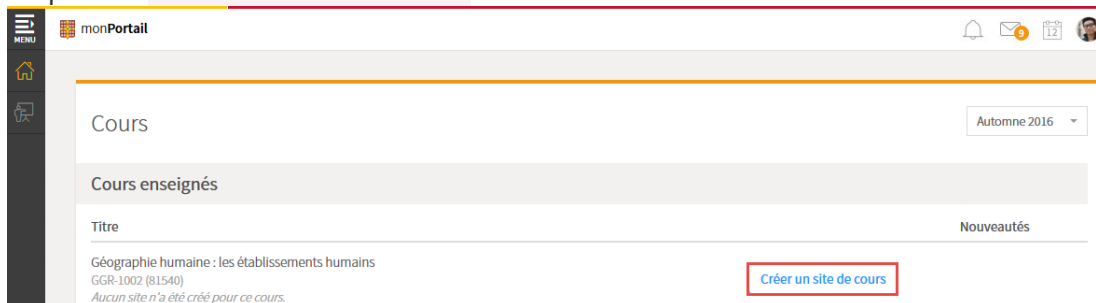 MENU
monPortail
9
12
Cours
Automne 2016
Cours enseignés
Titre
Nouveautés
Géographie humaine : les établissements humains
GGR-1002 (81540)
Créer un site de cours
Aucun site n'a été créé pour ce cours.